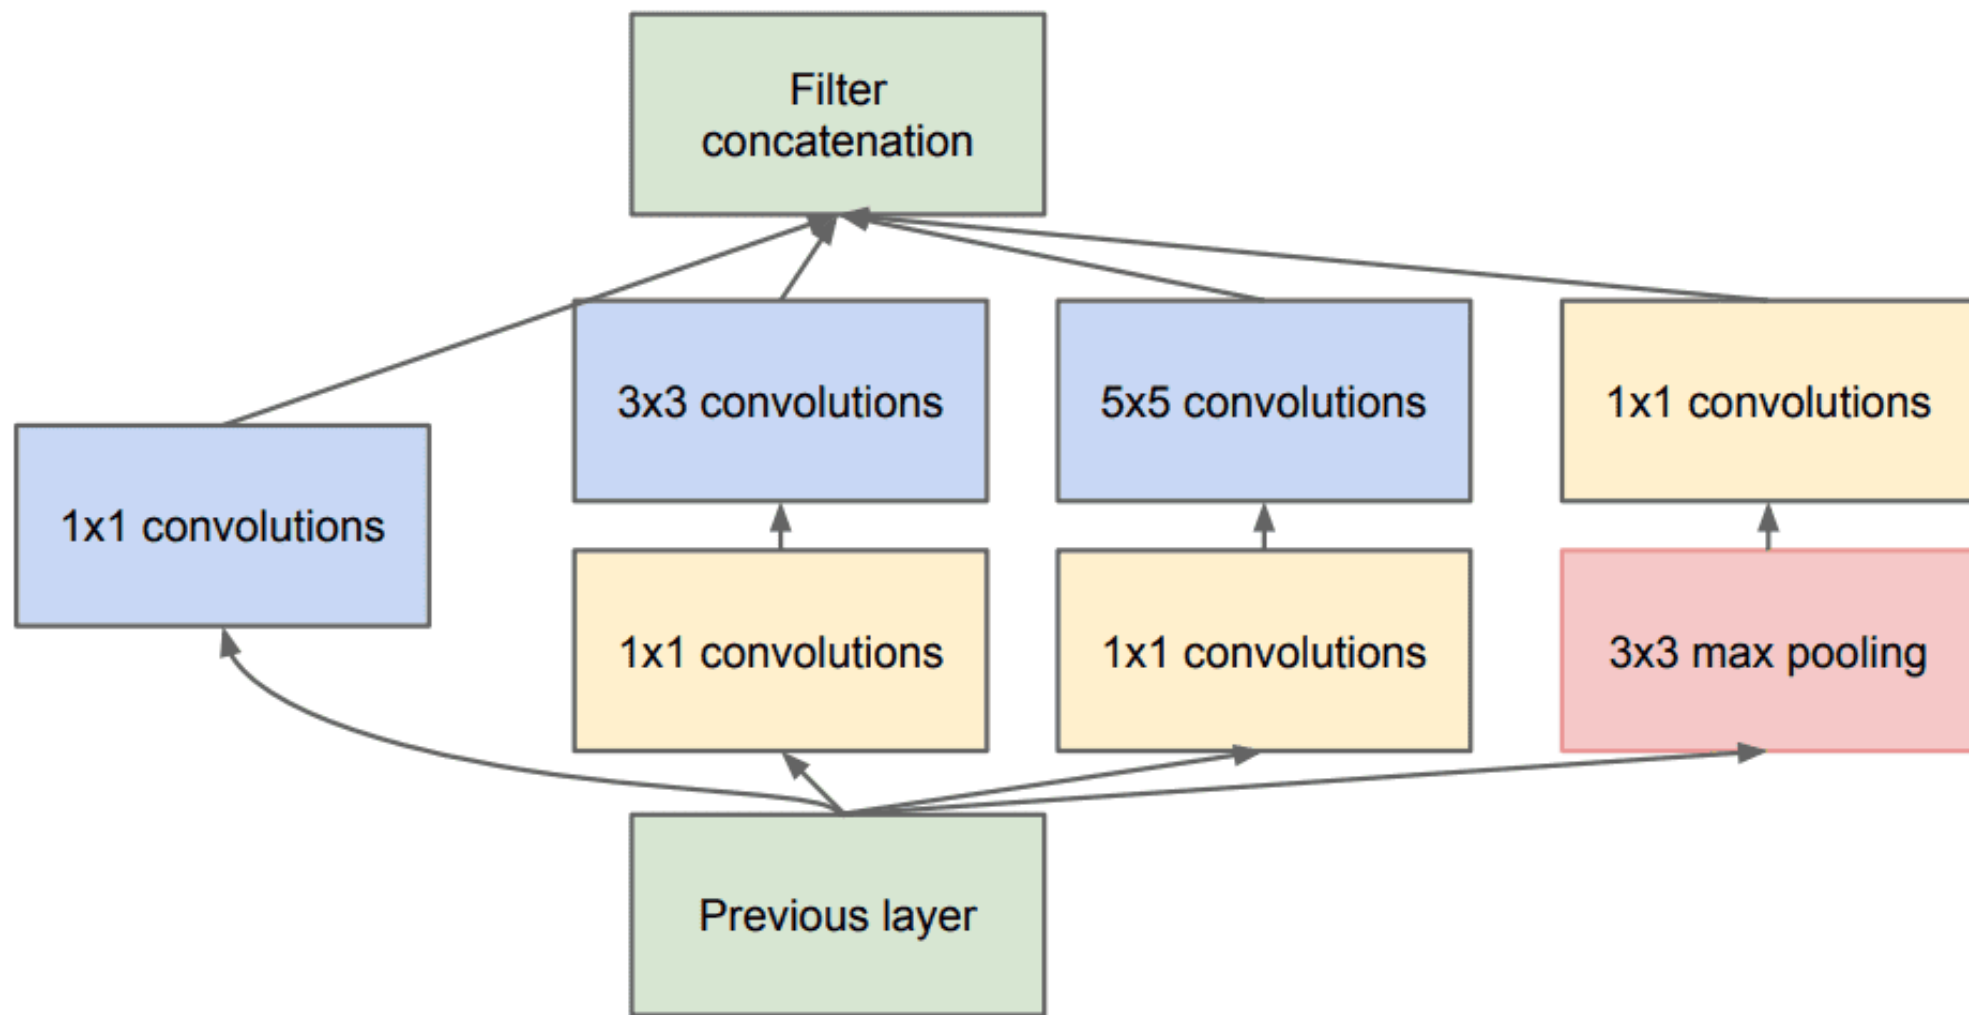 Filter
concatenation
3x3 convolutions
5x5 convolutions
1x1 convolutions
1x1 convolutions
1x1 convolutions
1x1 convolutions
3x3 max pooling
Previous layer